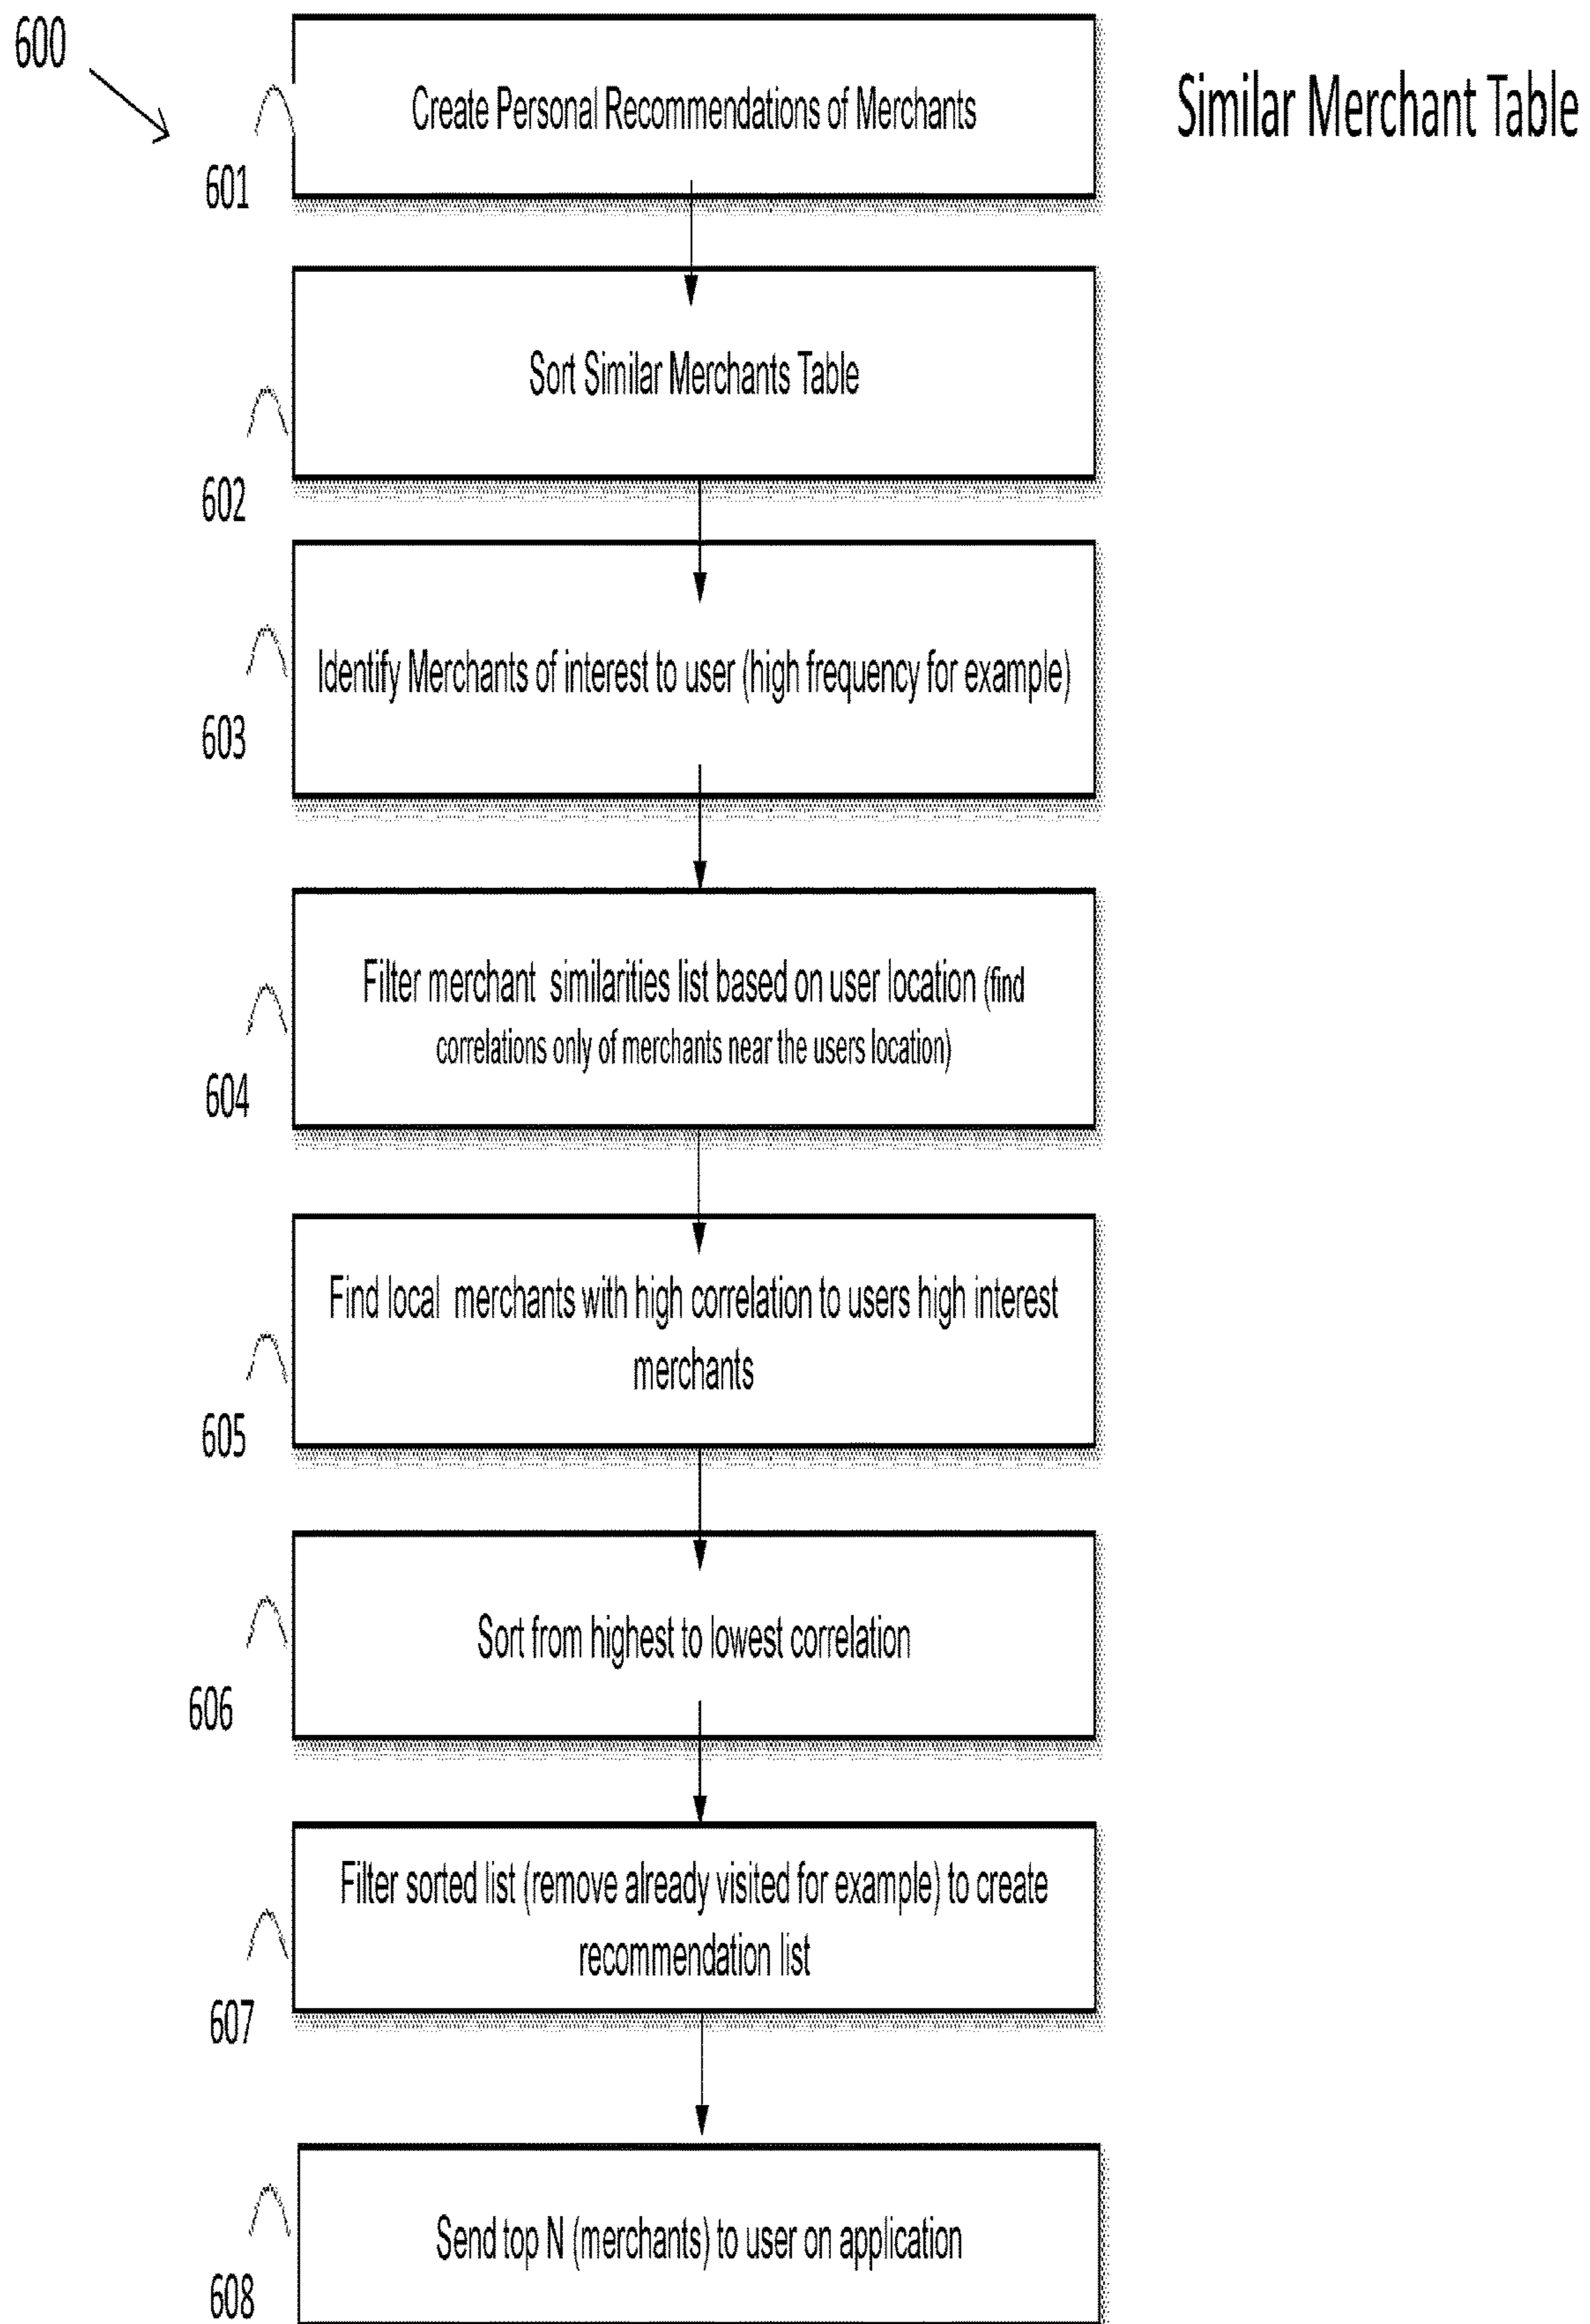 600
Similar Merchant Table
Create Personal Recommendations of Merchants
601
Sort Similar Merchants Table
602
Identify Merchants of interest to user (high frequency for example)
603
Filter merchant similarities list based on user location (find
correlations only of merchants near the users location)
604
Find local merchants with high correlation to users high interest
merchants
605
Sort from highest to lowest correlation
606
Filter sorted list (remove already visited for example) to create
recommendation list
607
Send top N (merchants) to user on application
608